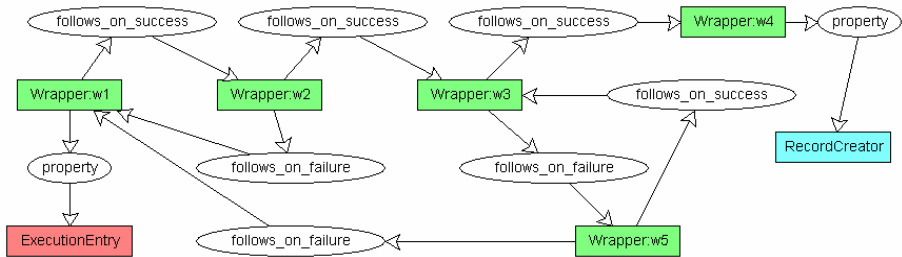 follows_on_success
follows_on_success
follows_on_success
Wrapper:w4
property
Wrapper:w1
Wrapper:w2
Wrapper:w3
follows_on_success
RecordCreator
property
follows_on_failure
follows_on_failure
ExecutionEntry
follows_on_failure
Wrapper:w5